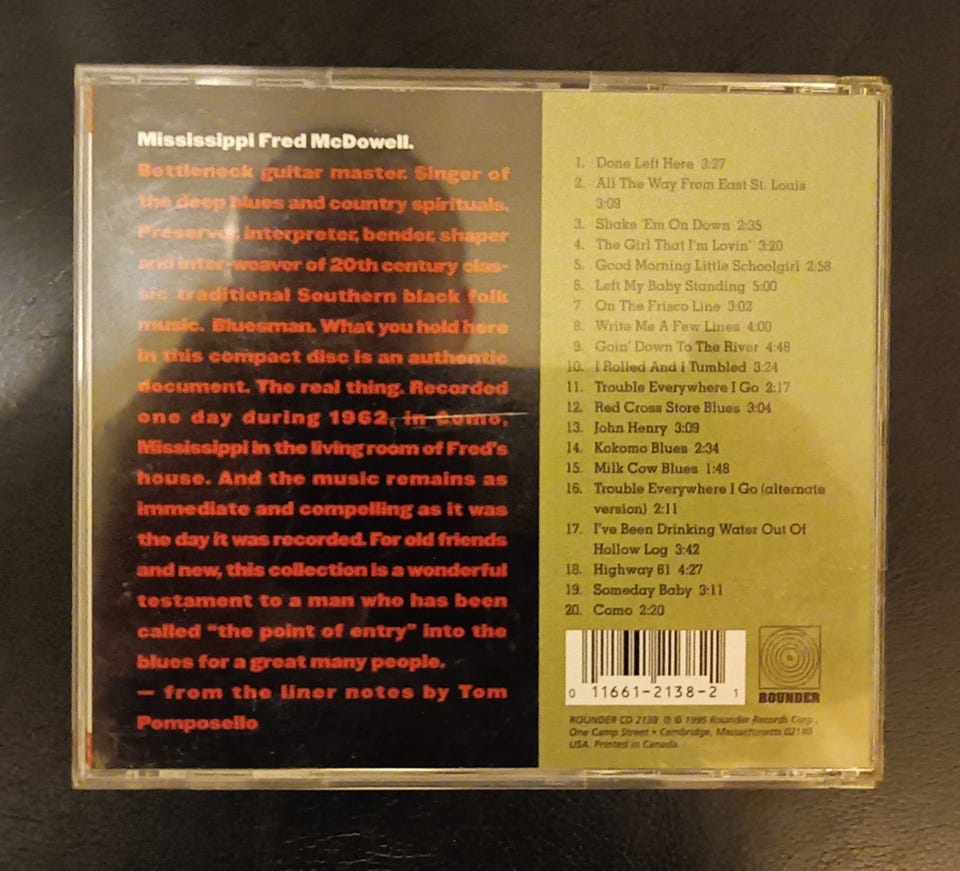 Mississippi Fred McDowell.
Bottleneck guitar master. Singer of
the deep blues and country spirituals.
Preserver, interpreter, bender, shaper
and inter-weaver of 20th century clas-
sic traditional Southern black folk
music. Bluesman. What you hold here
in this compact disc is an authentic
document. The real thing. Recorded
one day during 1962, in Como,
Mississippi in the living room of Fred's
house. And the music remains as
immediate and compelling as it was
the day it was recorded. For old friends
and new, this collection is a wonderful
testament to a man who has been
called "the point of entry" into the
blues for a great many people.
— from the liner notes by Tom
Pomposello
1. Done Left Here 3:27
2. All The Way From East St. Louis
3:09
3. Shake 'Em On Down 2:35
4. The Girl That I'm Lovin' 3:20
5. Good Morning Little Schoolgirl 2:58
6. Left My Baby Standing 5:00
7. On The Frisco Line 3:02
8. Write Me A Few Lines 4:00
9. Goin' Down To The River 4:48
10. I Rolled And I Tumbled 3:24
11. Trouble Everywhere I Go 2:17
12. Red Cross Store Blues 3:04
13. John Henry 3:09
14. Kokomo Blues 2:34
15. Milk Cow Blues 1:48
16. Trouble Everywhere I Go (alternate
version) 2:11
17. I've Been Drinking Water Out Of
Hollow Log 3:42
18. Highway 61 4:27
19. Someday Baby 3:11
20. Como 2:20
0 11661-2138-2 1
ROUNDER
ROUNDER CD 2138 ℗ © 1995 Rounder Records Corp.,
One Camp Street • Cambridge, Massachusetts 02140
USA. Printed in Canada.